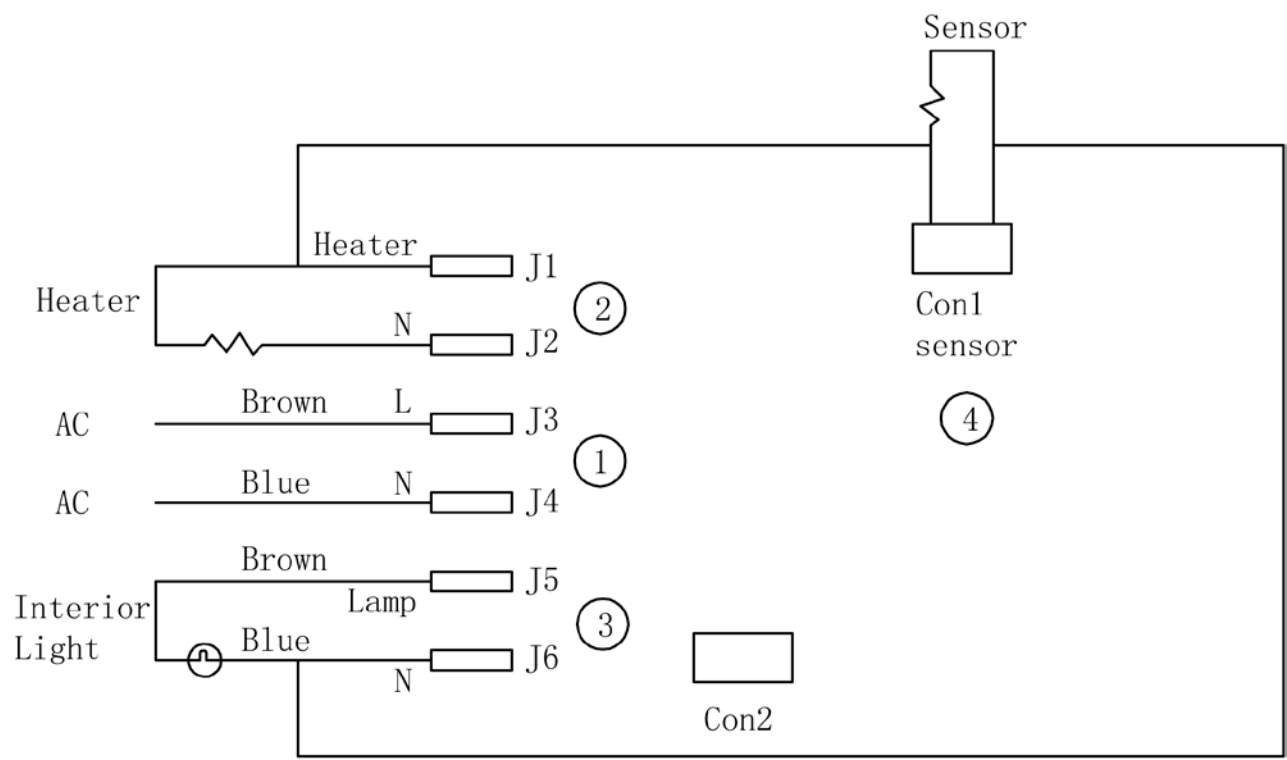 Sensor
Heater
J1
Heater
2
N
J2
Con1
sensor
Brown
L
J3
AC
4
1
Blue
N
J4
AC
Brown
J5
Lamp
Interior
Light
3
Blue
J6
N
Con2